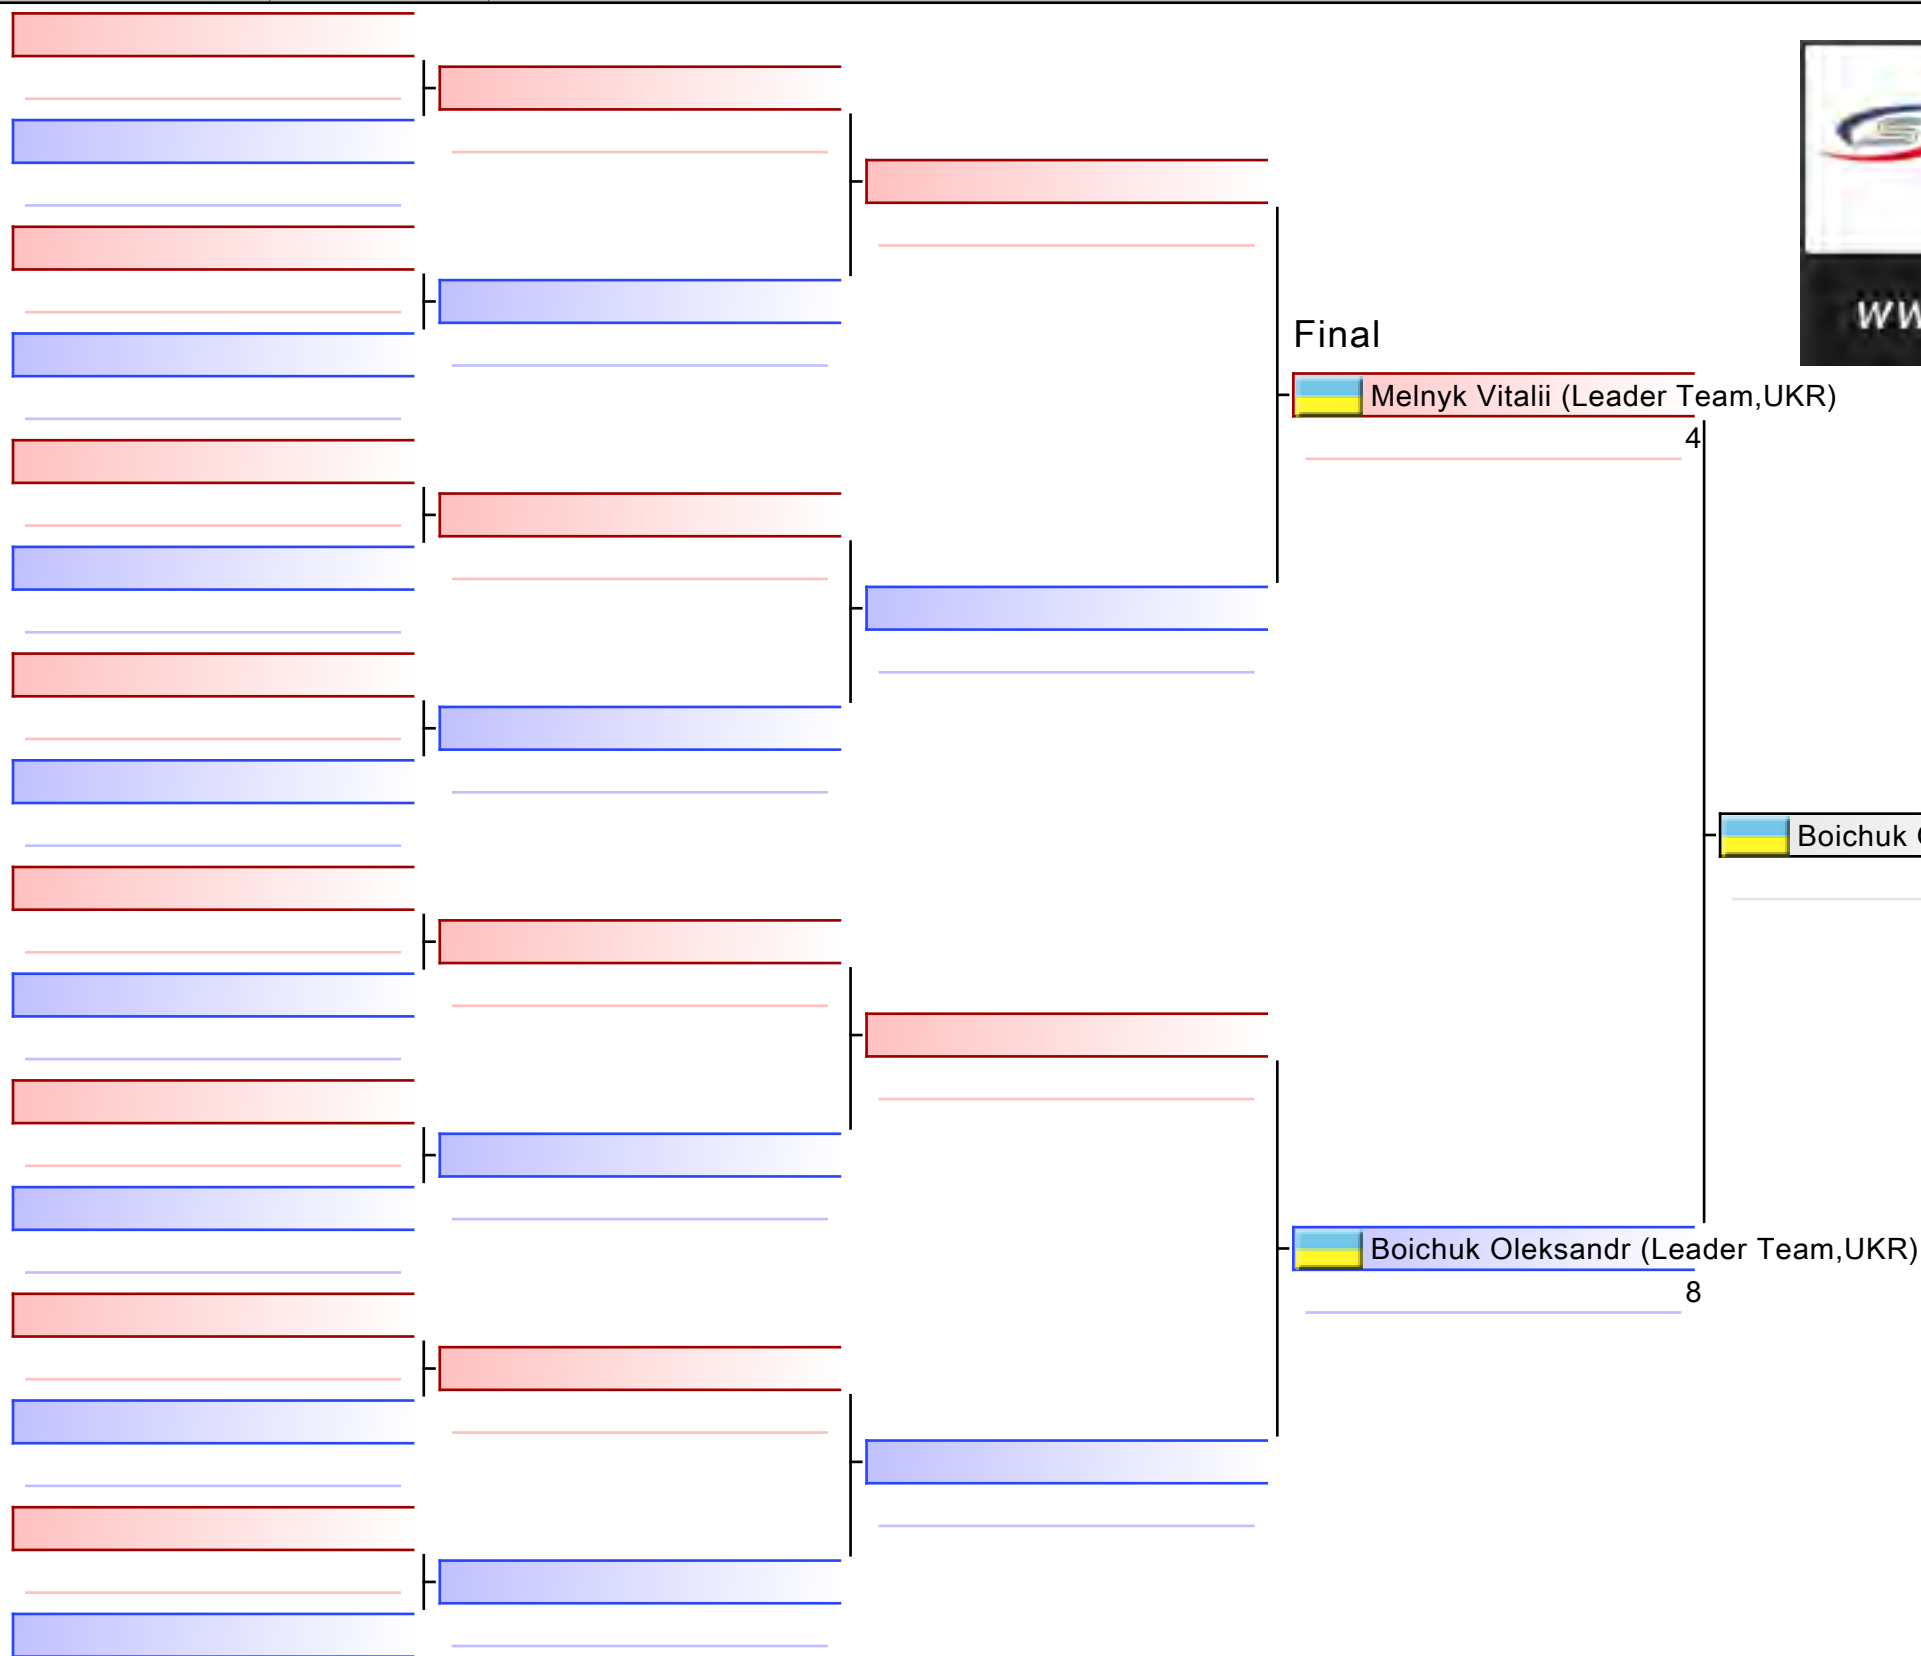 Final
Melnyk Vitalii (Leader Team,UKR)
4
Boichuk
Boichuk Oleksandr (Leader Team,UKR)
8